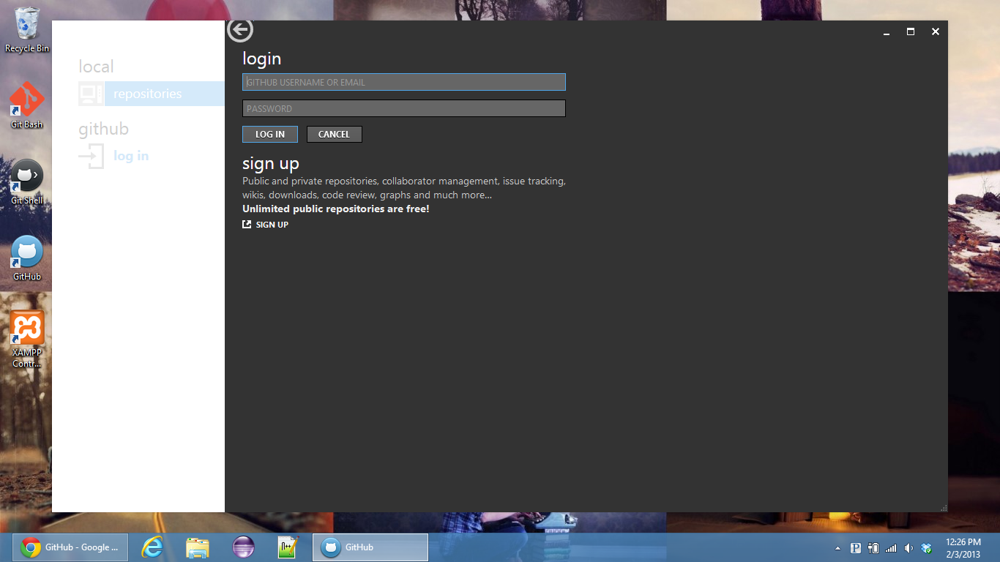 Recycle Bin
Git Bash
Git Shell
GitHub
XAMPP
Contr...
local
repositories
github
log in
login
GITHUB USERNAME OR EMAIL
PASSWORD
LOG IN
CANCEL
sign up
Public and private repositories, collaborator management, issue tracking,
wikis, downloads, code review, graphs and much more...
Unlimited public repositories are free!
SIGN UP
GitHub - Google ...
GitHub
12:26 PM
2/3/2013